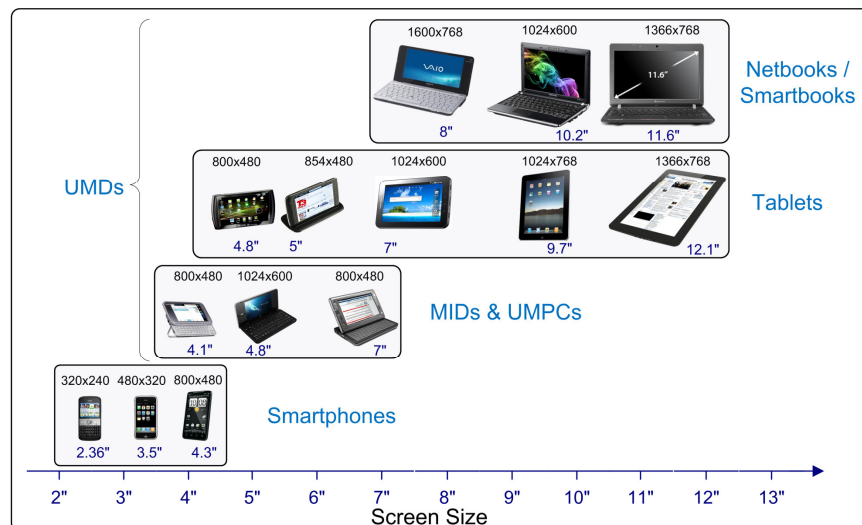 1600x768 1024x600 1366x768
VAIO
11.6"
8" 10.2" 11.6"
Netbooks /
Smartbooks
UMDs
800x480 854x480 1024x600 1024x768 1366x768
4.8" 5" 7" 9.7" 12.1"
Tablets
800x480 1024x600 800x480
4.1" 4.8" 7"
MIDs & UMPCs
320x240 480x320 800x480
2.36" 3.5" 4.3"
Smartphones
2" 3" 4" 5" 6" 7" 8" 9" 10" 11" 12" 13"
Screen Size